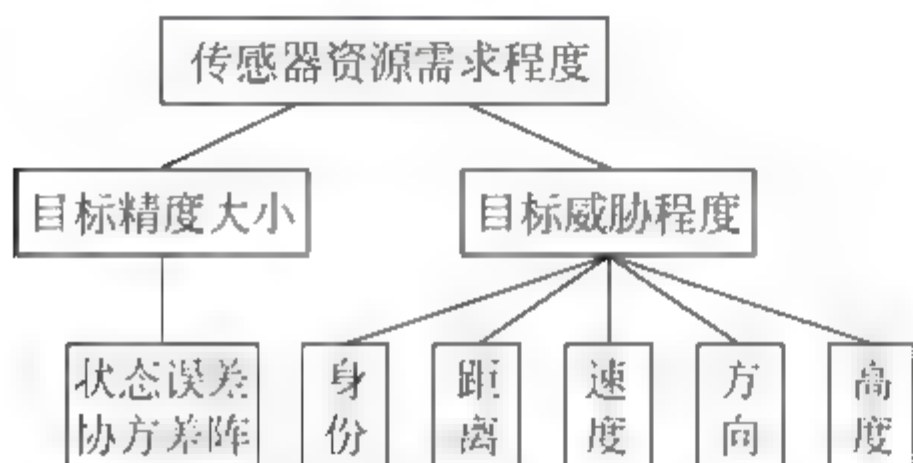 传感器资源需求程度
目标精度大小
目标威胁程度
状态误差
协方差阵
身份
距离
速度
方向
高度